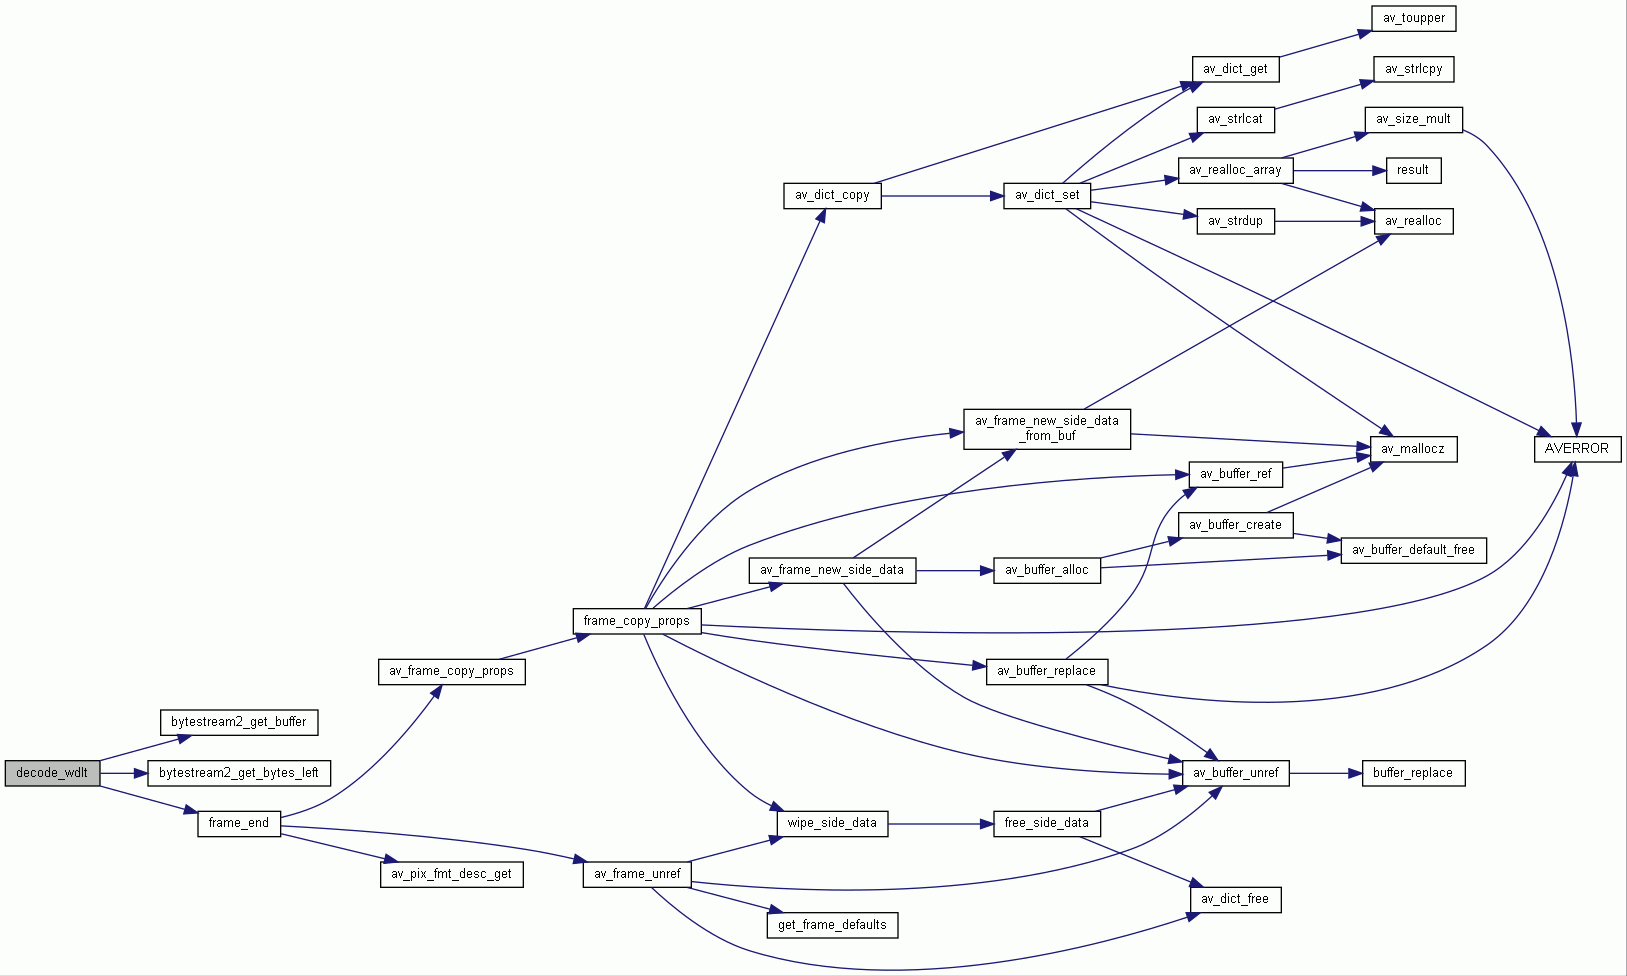 av_toupper
av_dict_get
av_strlcpy
av_strlcat
av_size_mult
av_realloc_array
result
av_dict_copy
av_dict_set
av_strdup
av_realloc
av_frame_new_side_data
_from_buf
av_mallocz
AVERROR
av_buffer_ref
av_buffer_create
av_buffer_default_free
av_frame_new_side_data
av_buffer_alloc
frame_copy_props
av_frame_copy_props
av_buffer_replace
bytestream2_get_buffer
decode_wdlt
bytestream2_get_bytes_left
av_buffer_unref
buffer_replace
frame_end
wipe_side_data
free_side_data
av_pix_fmt_desc_get
av_frame_unref
av_dict_free
get_frame_defaults